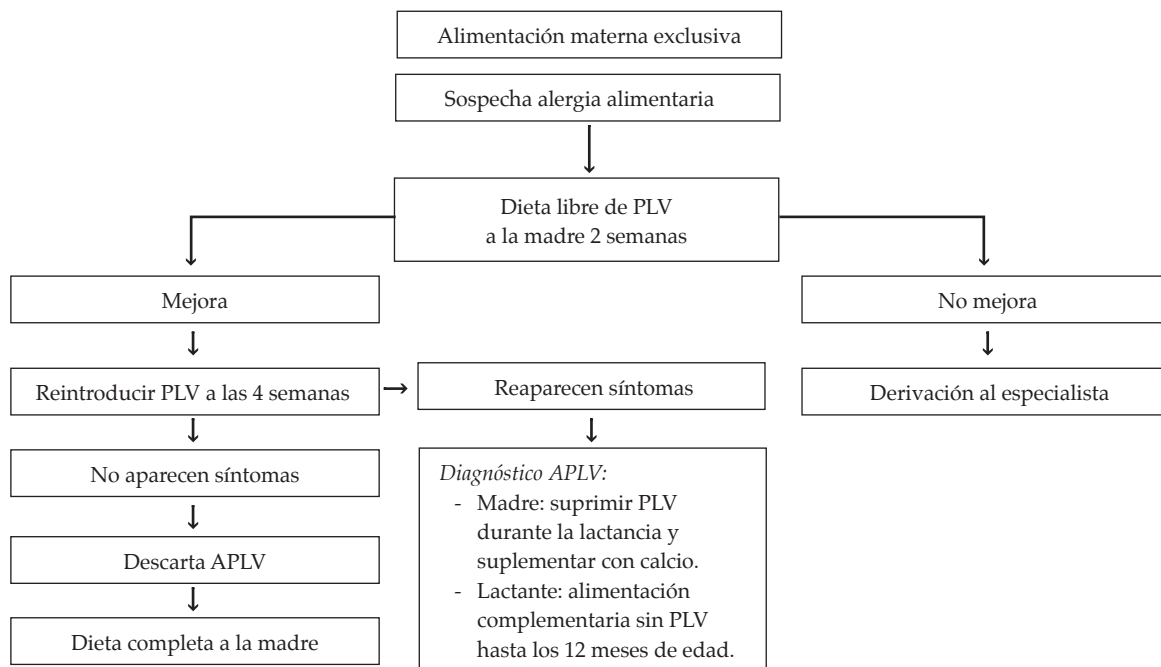 Alimentación materna exclusiva
Sospecha alergia alimentaria
Dieta libre de PLV
a la madre 2 semanas
Mejora
No mejora
Reintroducir PLV a las 4 semanas
Reaparecen síntomas
Derivación al especialista
No aparecen síntomas
Descarta APLV
Dieta completa a la madre
Diagnóstico APLV:
- Madre: suprimir PLV
durante la lactancia y
suplementar con calcio.
- Lactante: alimentación
complementaria sin PLV
hasta los 12 meses de edad.